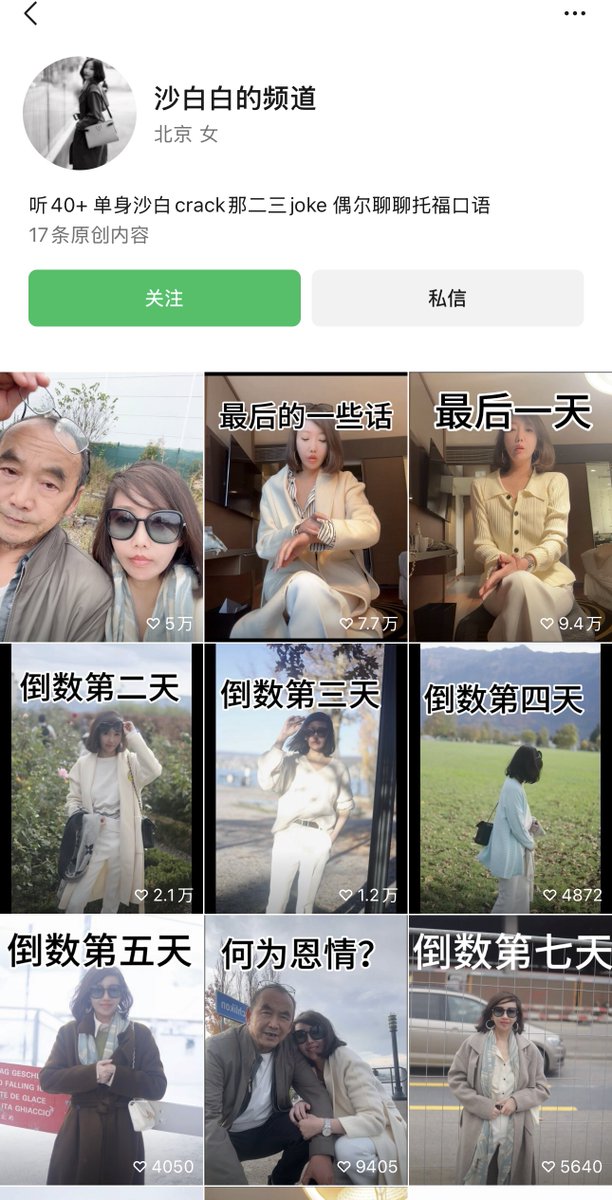 沙白白的频道
北京 女
听40+ 单身沙白crack那二三joke 偶尔聊聊托福口语
17条原创内容
关注
私信
5万
最后的一些话
7.7万
最后一天
9.4万
倒数第二天
2.1万
倒数第三天
1.2万
倒数第四天
4872
倒数第五天
4050
何为恩情？
9405
倒数第七天
5640